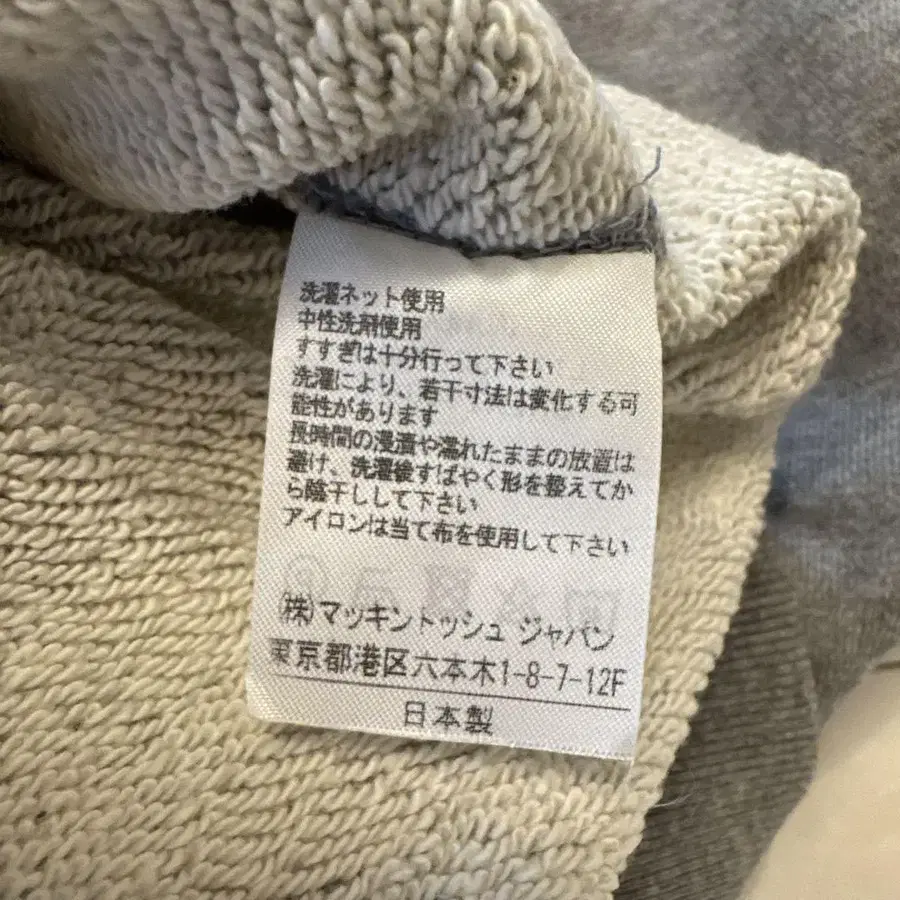 洗濯ネット使用
中性洗剤使用
すすぎは十分行って下さい
洗濯により、若干寸法は変化する可
能性があります
長時間の浸漬や濡れたままの放置は
避け、洗濯後すばやく形を整えてか
ら陰干しして下さい
アイロンは当て布を使用して下さい
(株)マッキントッシュ ジャパン
東京都港区六本木1-8-7-12F
日本製